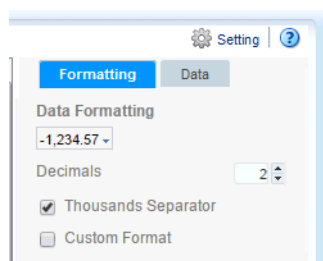 Setting
Formatting Data
Data Formatting
-1,234.57
Decimals 2
Thousands Separator
Custom Format